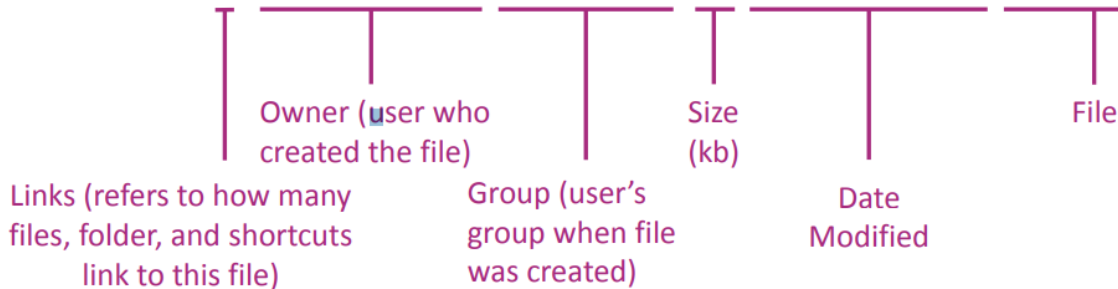 Owner (user who
created the file)
Size
(kb)
File
Links (refers to how many
files, folder, and shortcuts
link to this file)
Group (user's
group when file
was created)
Date
Modified